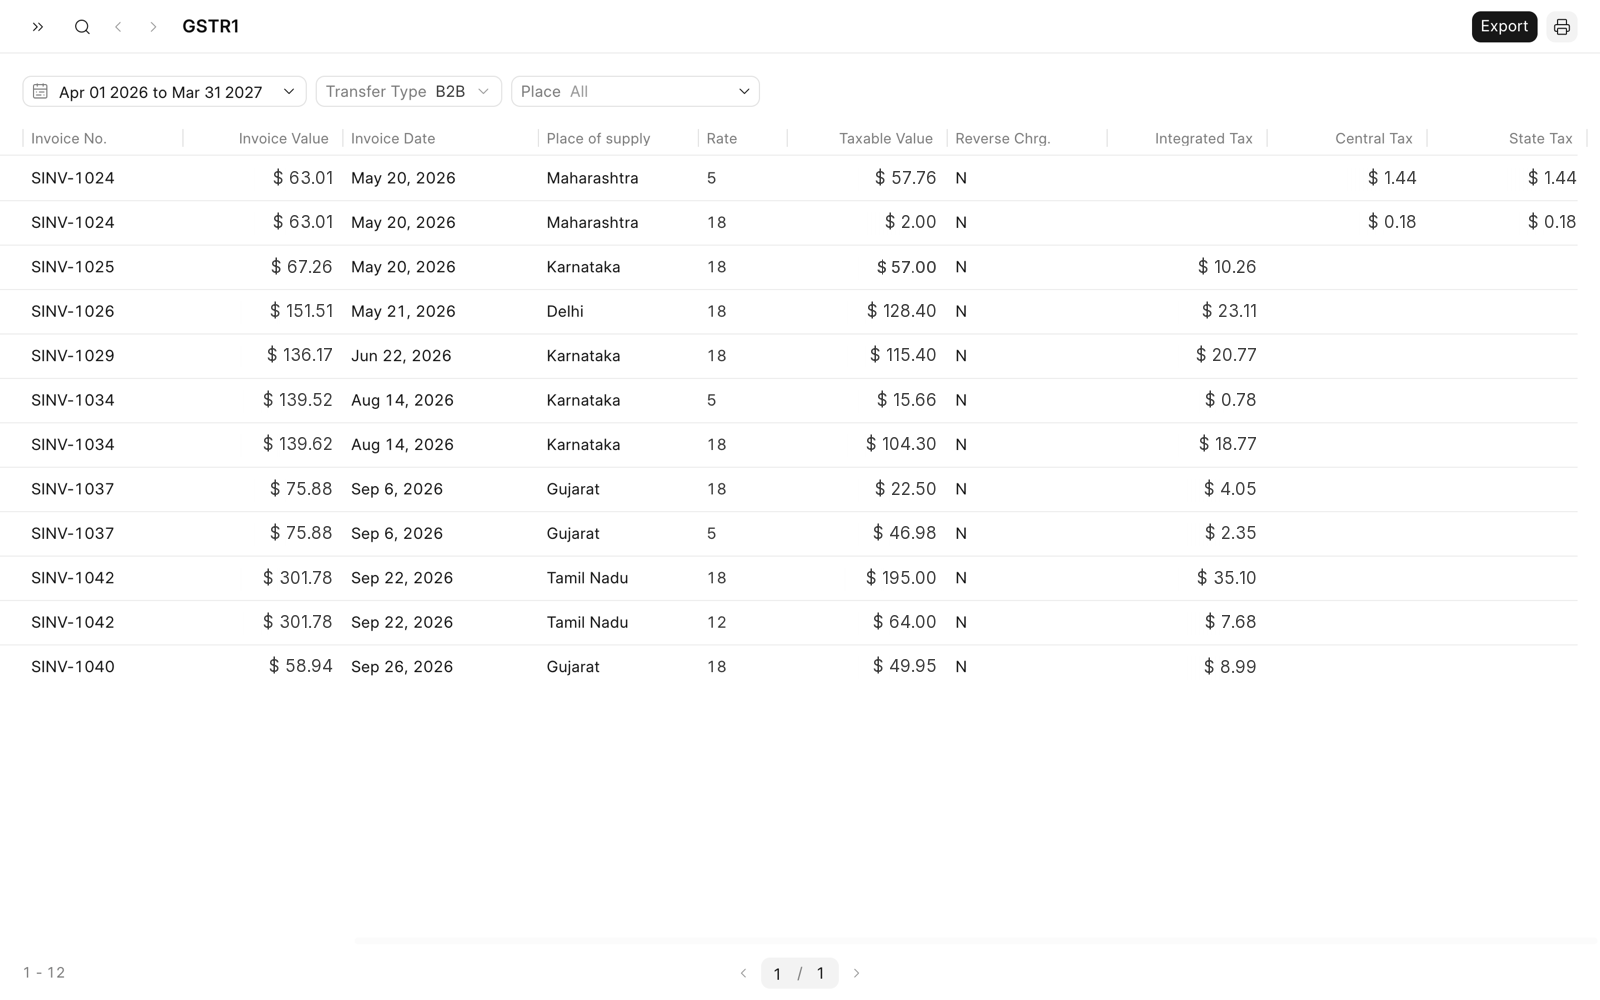 GSTR1 Export
Apr 01 2026 to Mar 31 2027 Transfer Type B2B Place All
Invoice No. Invoice Value Invoice Date Place of supply Rate Taxable Value Reverse Chrg. Integrated Tax Central Tax State Tax
SINV-1024 $ 63.01 May 20, 2026 Maharashtra 5 $ 57.76 N $ 1.44 $ 1.44
SINV-1024 $ 63.01 May 20, 2026 Maharashtra 18 $ 2.00 N $ 0.18 $ 0.18
SINV-1025 $ 67.26 May 20, 2026 Karnataka 18 $ 57.00 N $ 10.26
SINV-1026 $ 151.51 May 21, 2026 Delhi 18 $ 128.40 N $ 23.11
SINV-1029 $ 136.17 Jun 22, 2026 Karnataka 18 $ 115.40 N $ 20.77
SINV-1034 $ 139.52 Aug 14, 2026 Karnataka 5 $ 15.66 N $ 0.78
SINV-1034 $ 139.62 Aug 14, 2026 Karnataka 18 $ 104.30 N $ 18.77
SINV-1037 $ 75.88 Sep 6, 2026 Gujarat 18 $ 22.50 N $ 4.05
SINV-1037 $ 75.88 Sep 6, 2026 Gujarat 5 $ 46.98 N $ 2.35
SINV-1042 $ 301.78 Sep 22, 2026 Tamil Nadu 18 $ 195.00 N $ 35.10
SINV-1042 $ 301.78 Sep 22, 2026 Tamil Nadu 12 $ 64.00 N $ 7.68
SINV-1040 $ 58.94 Sep 26, 2026 Gujarat 18 $ 49.95 N $ 8.99
1 - 12 1 / 1